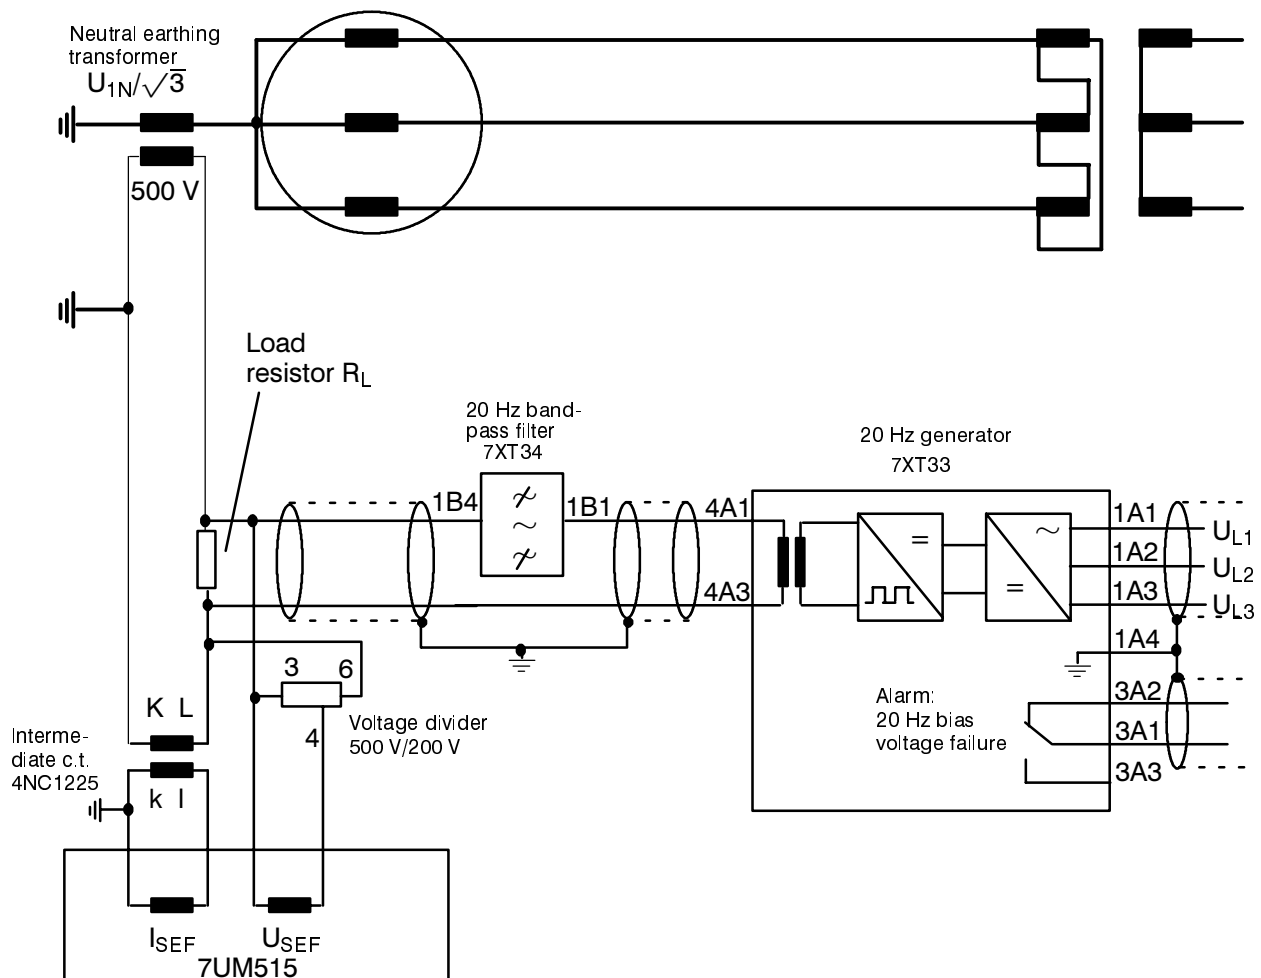 Neutral earthing
transformer
U1N/√3
500 V
Load
resistor RL
20 Hz band-
pass filter
7XT34
20 Hz generator
7XT33
1B4
1B1
4A1
4A3
~
~
~
=
~
=
1A1
UL1
1A2
UL2
1A3
UL3
1A4
3A2
3A1
3A3
Alarm:
20 Hz bias
voltage failure
3
6
4
Voltage divider
500 V/200 V
K L
Interme-
diate c.t.
4NC1225
k l
ISEF
USEF
7UM515